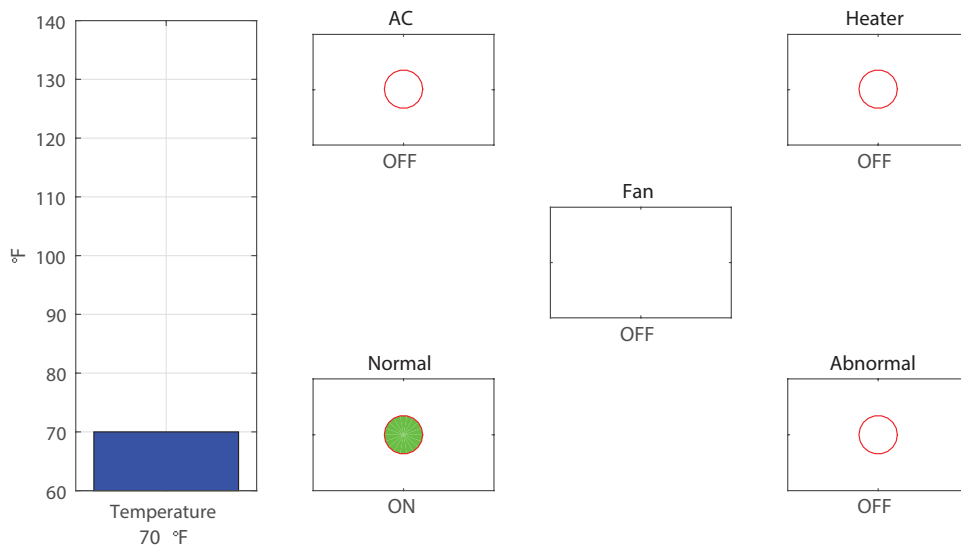 140
130
120
110
100
90
80
70
60
°F
Temperature
70 °F
AC
OFF
Heater
OFF
Fan
OFF
Normal
ON
Abnormal
OFF